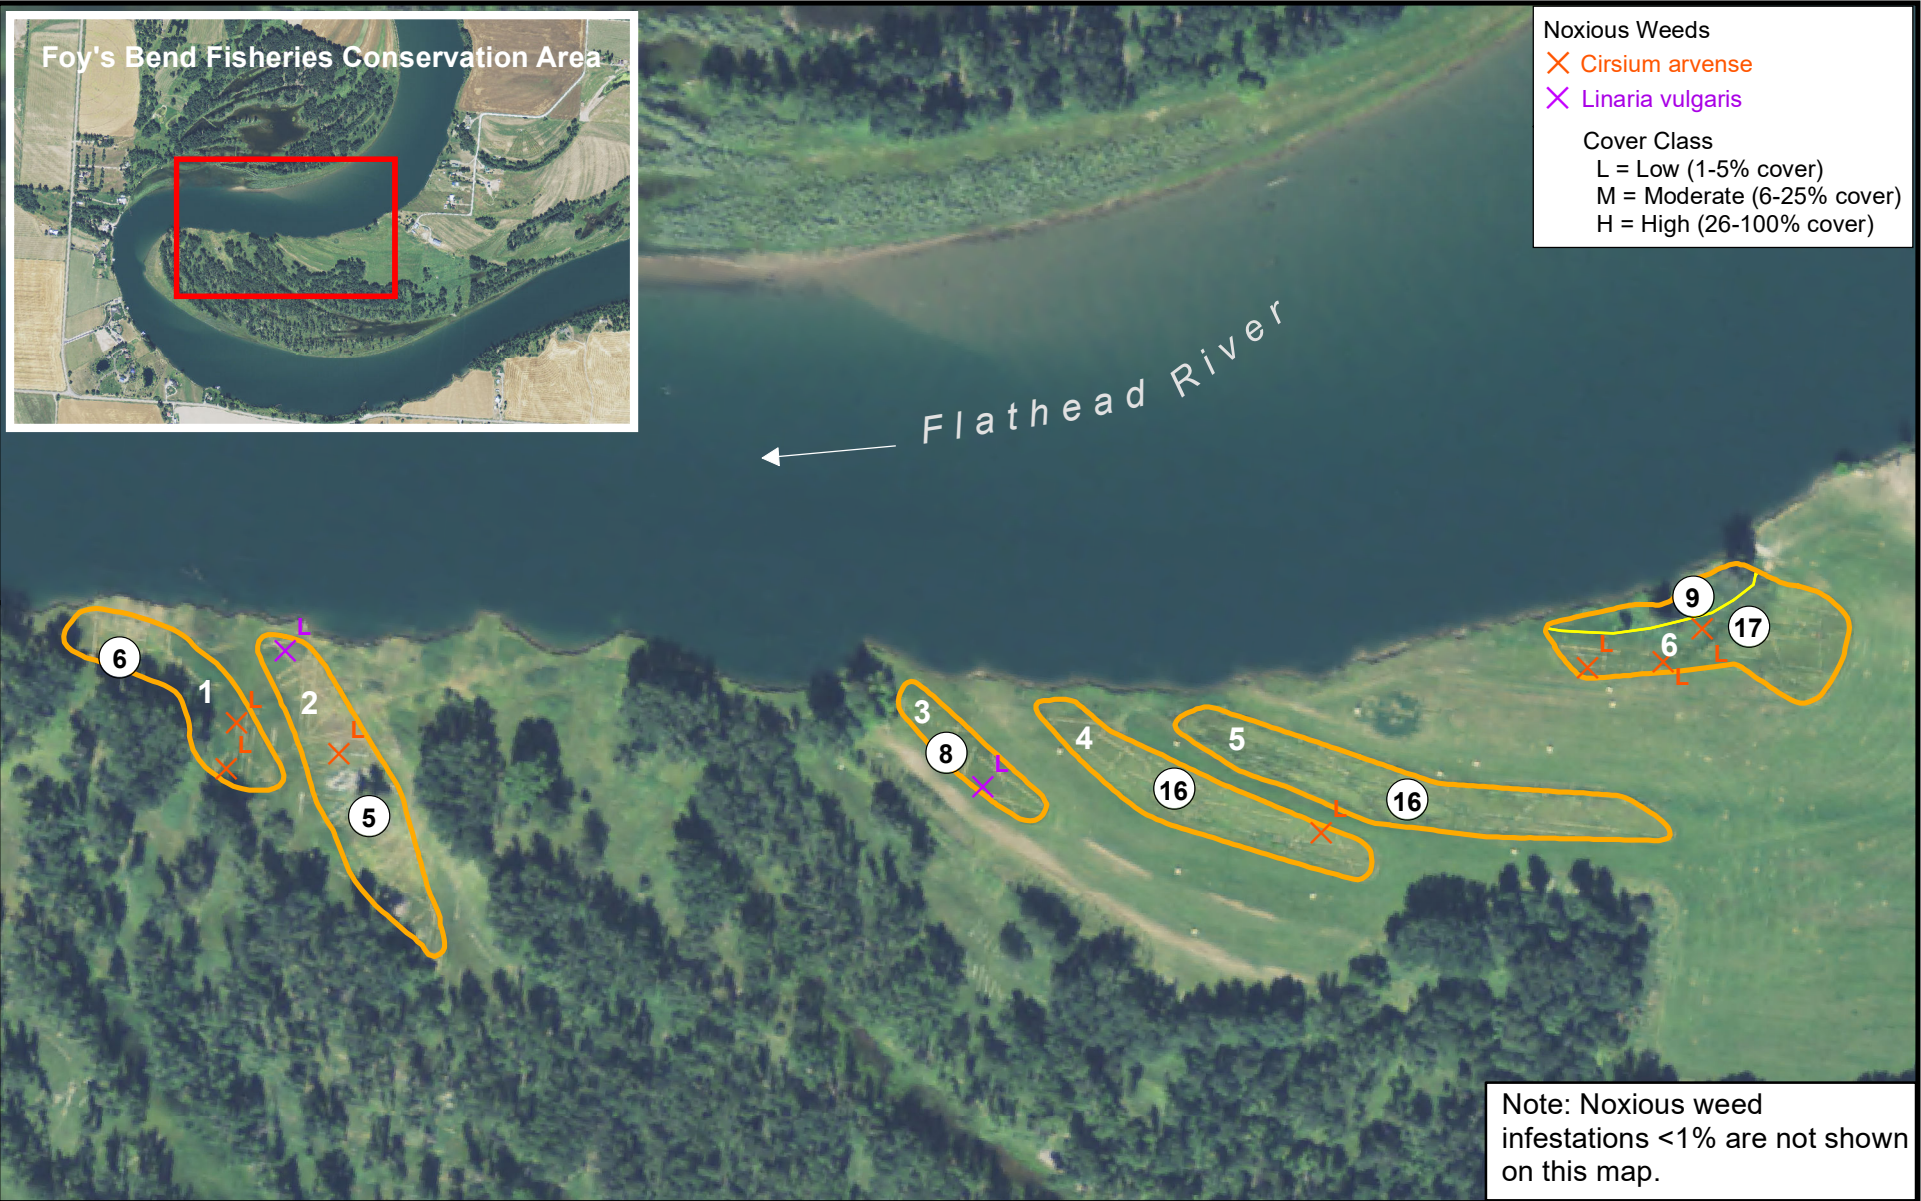 Foy's Bend Fisheries Conservation Area
Noxious Weeds
Cirsium arvense
Linaria vulgaris
Cover Class
L = Low (1-5% cover)
M = Moderate (6-25% cover)
H = High (26-100% cover)
Flathead River
6
1
L
L
L
2
L
5
3
8
L
4
16
L
5
16
9
17
6
L
L
L
Note: Noxious weed
infestations <1% are not shown
on this map.